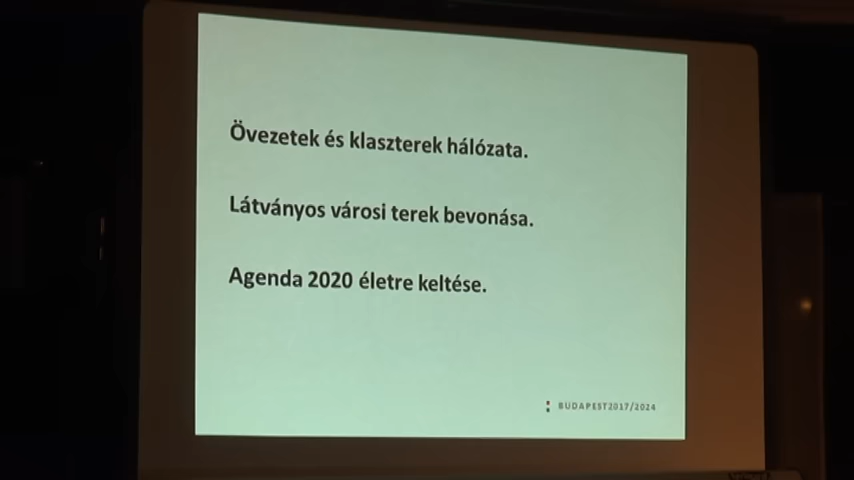 Övezetek és klaszterek hálózata.
Látványos városi terek bevonása.
Agenda 2020 életre keltése.
BUDAPEST2017/2024